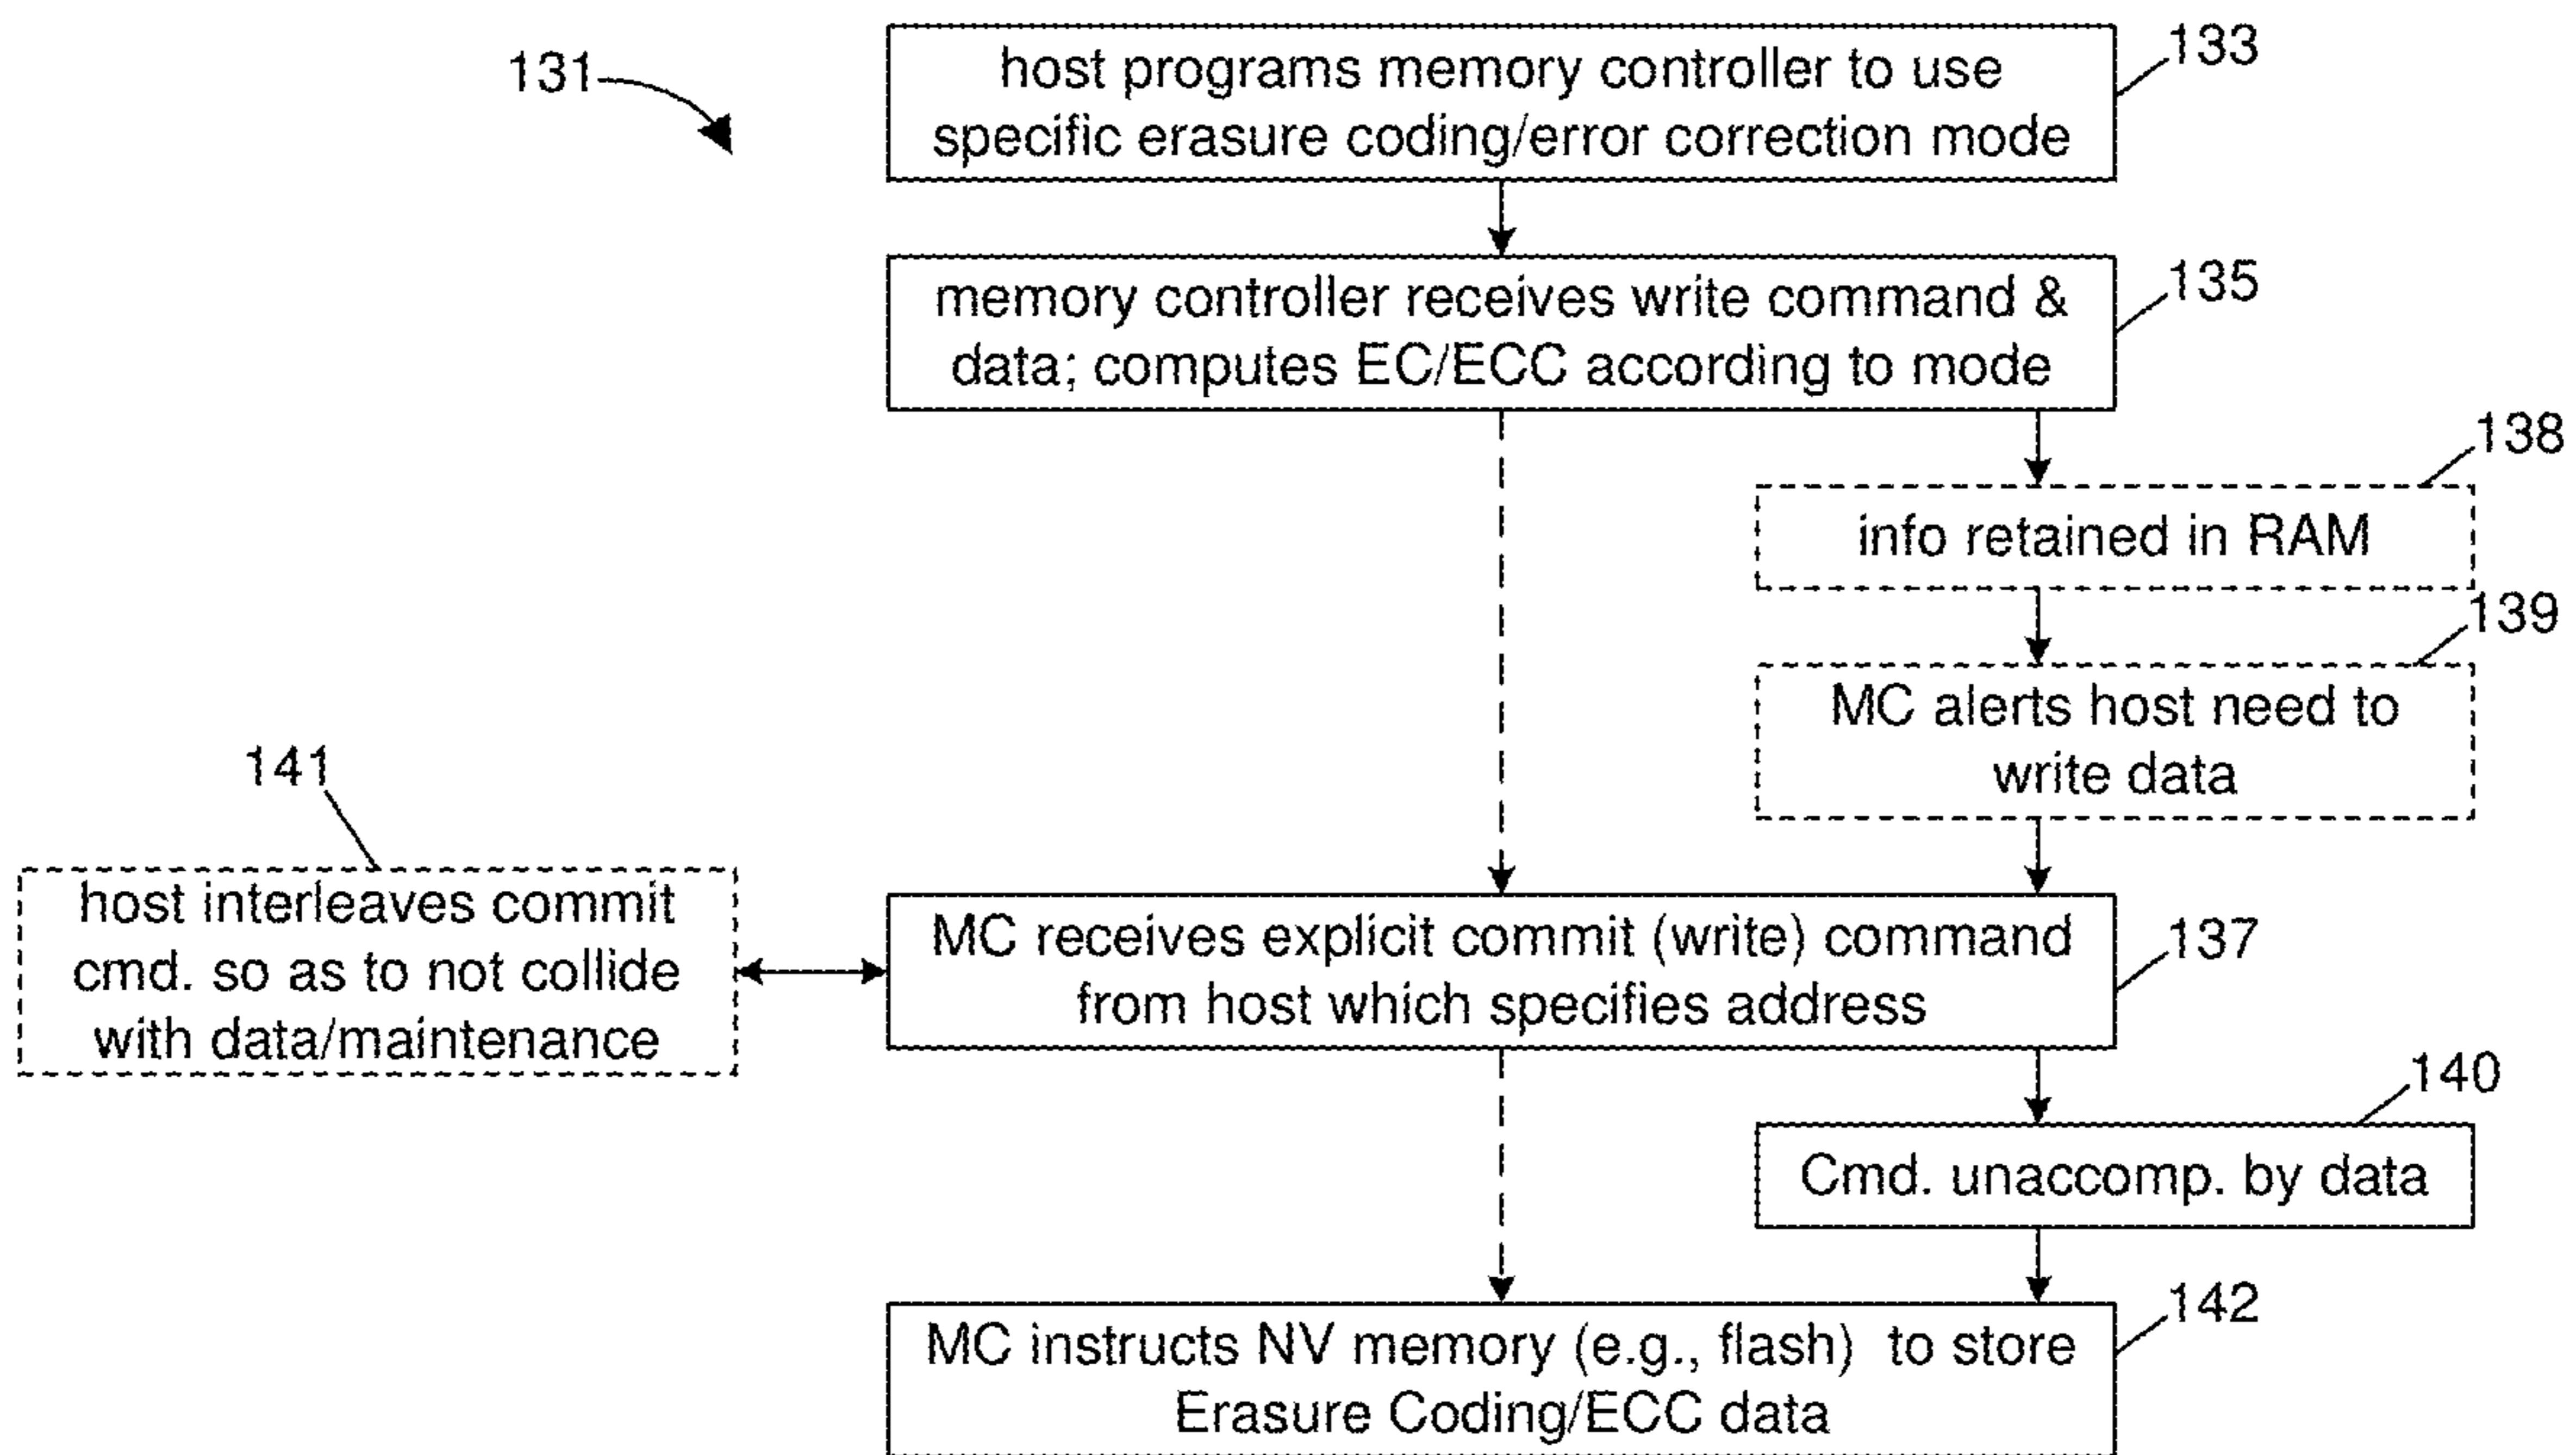 131
host programs memory controller to use
specific erasure coding/error correction mode
133
memory controller receives write command &
data; computes EC/ECC according to mode
135
138
info retained in RAM
139
MC alerts host need to
write data
141
host interleaves commit
cmd. so as to not collide
with data/maintenance
MC receives explicit commit (write) command
from host which specifies address
137
140
Cmd. unaccomp. by data
MC instructs NV memory (e.g., flash) to store
Erasure Coding/ECC data
142